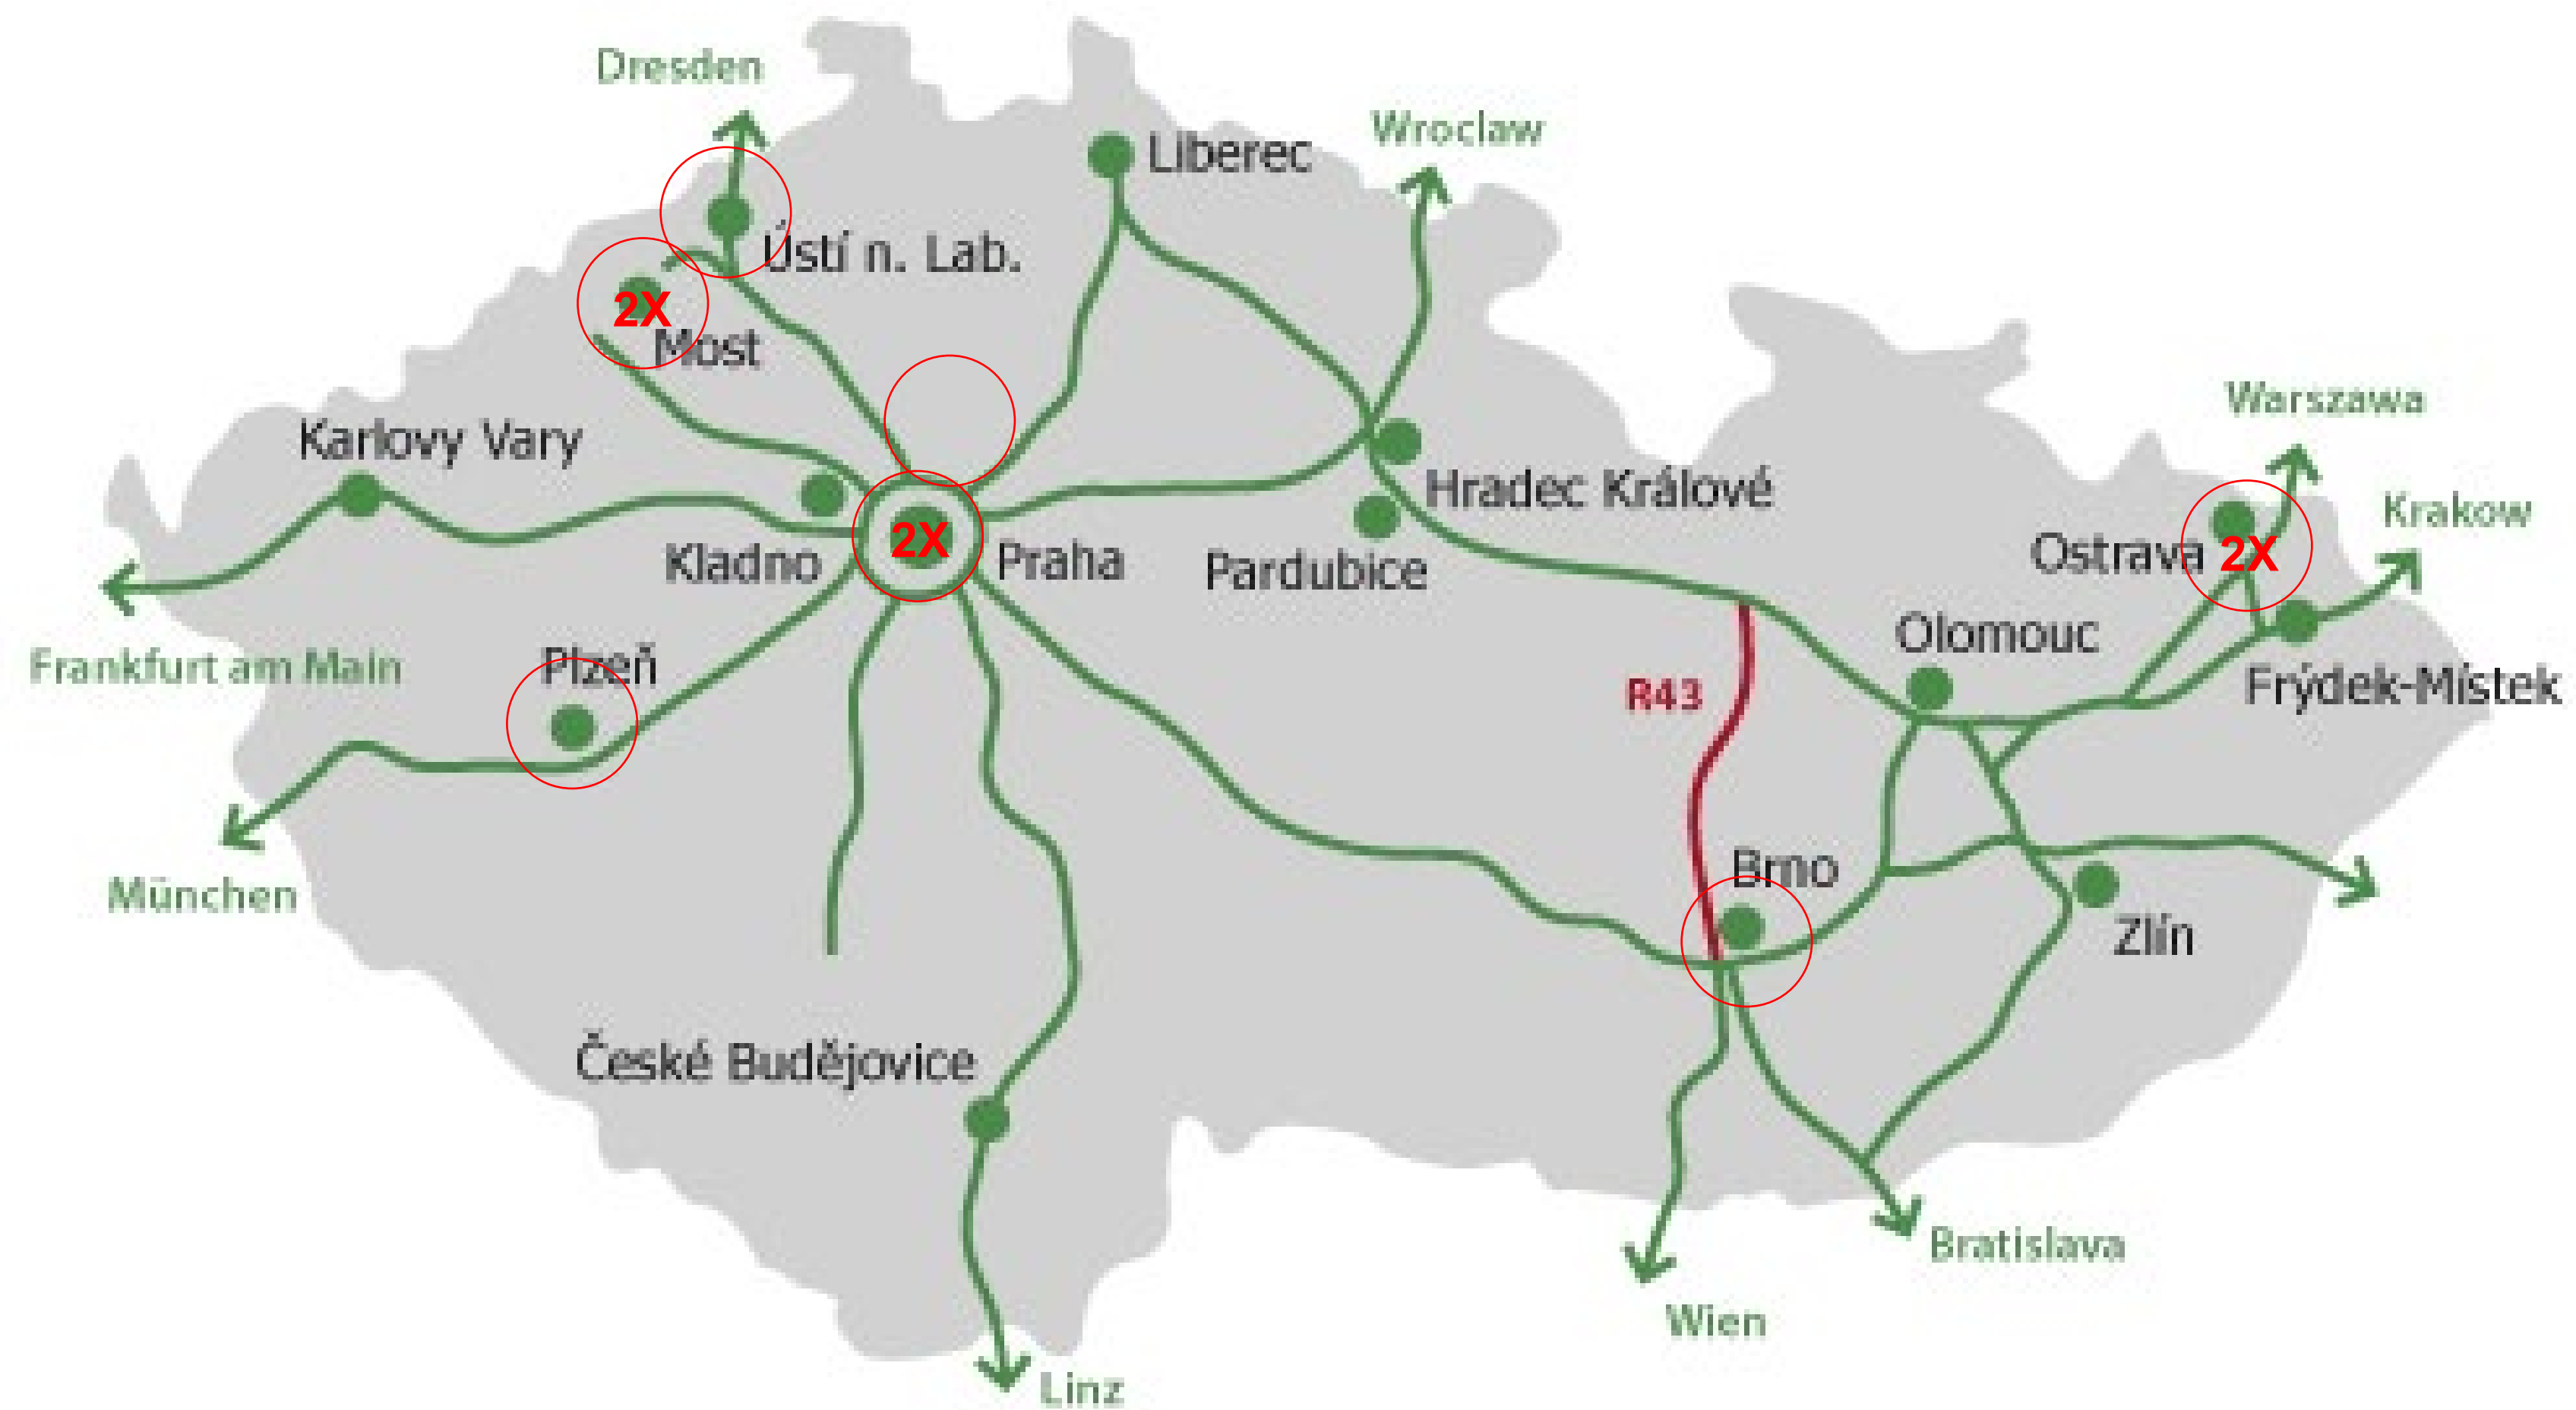 Dresden
Wroclaw
Liberec
Ústí n. Lab.
2X
Most
Warszawa
Karlovy Vary
Hradec Králové
Krakow
2X
Kladno
Praha
Pardubice
Ostrava
2X
Frankfurt am Main
Plzeň
R43
Olomouc
Frýdek-Místek
München
Brno
Zlín
České Budějovice
Bratislava
Wien
Linz